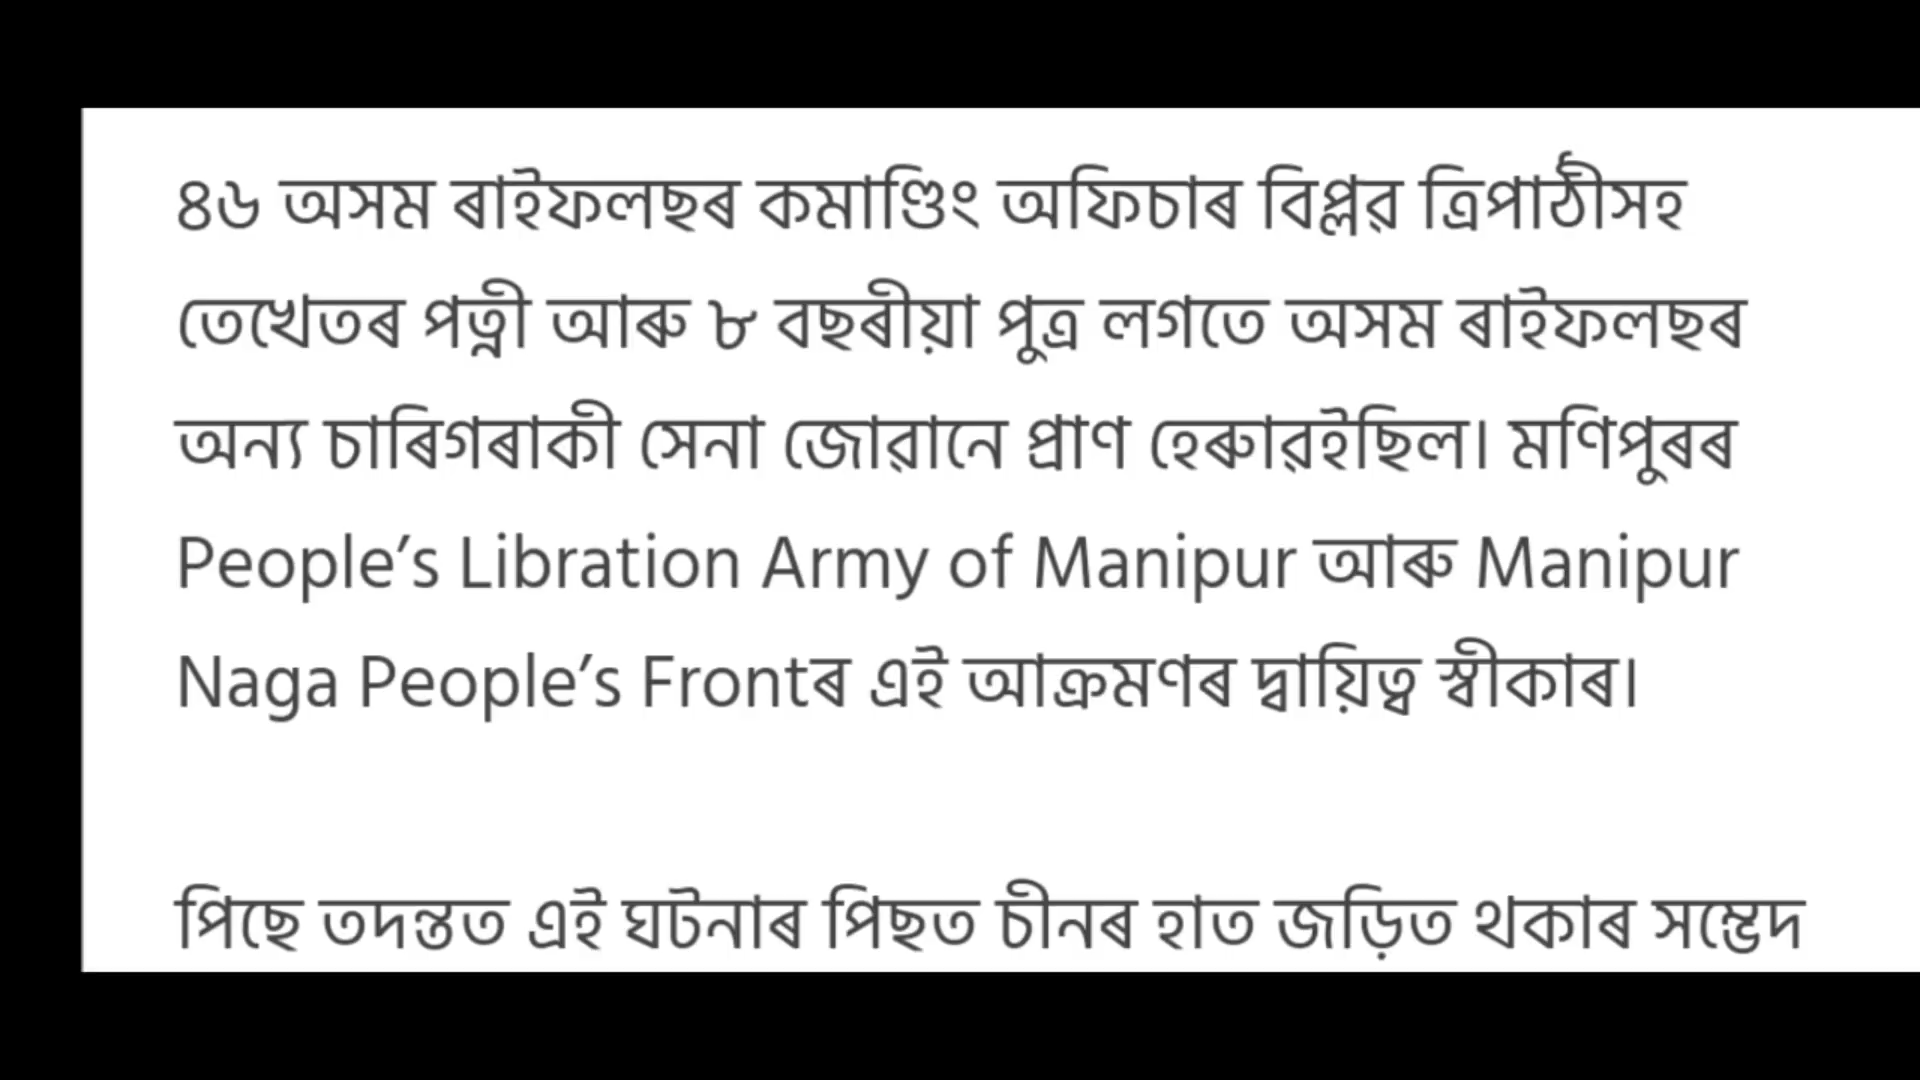 ৪৬ অসম ৰাইফলছৰ কমাণ্ডিং অফিচাৰ বিপ্লৱ ত্ৰিপাঠীসহ
তেখেতৰ পত্নী আৰু ৮ বছৰীয়া পুত্ৰ লগতে অসম ৰাইফলছৰ
অন্য চাৰিগৰাকী সেনা জোৱানে প্ৰাণ হেৰুাৱইছিল। মণিপুৰৰ
People’s Libration Army of Manipur আৰু Manipur
Naga People’s Frontৰ এই আক্ৰমণৰ দ্বায়িত্ব স্বীকাৰ।
পিছে তদন্তত এই ঘটনাৰ পিছত চীনৰ হাত জড়িত থকাৰ সম্ভেদ